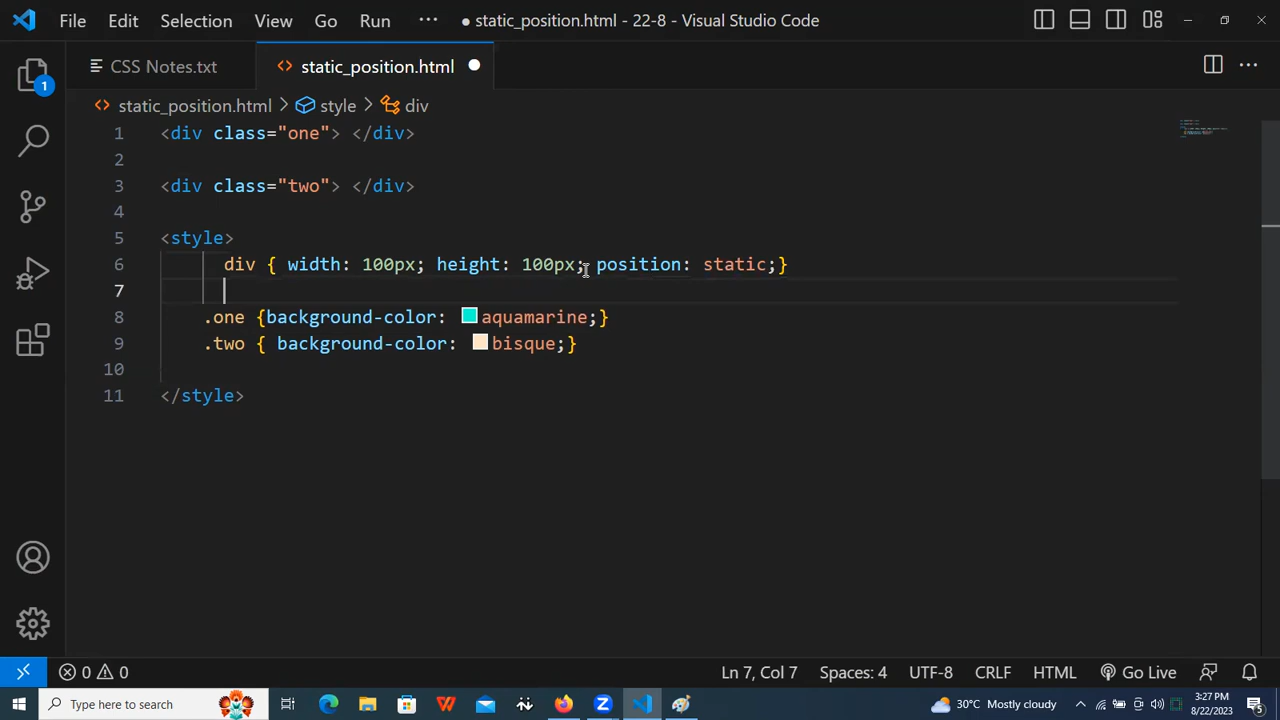 File Edit Selection View Go Run ··· ● static_position.html - 22-8 - Visual Studio Code
CSS Notes.txt static_position.html ●
static_position.html > style > div
1 <div class="one"> </div>
2
3 <div class="two"> </div>
4
5 <style>
6 div { width: 100px; height: 100px; position: static;}
7
8 .one {background-color: aquamarine;}
9 .two { background-color: bisque;}
10
11 </style>
1
0 0 Ln 7, Col 7 Spaces: 4 UTF-8 CRLF HTML Go Live
Type here to search 30°C Mostly cloudy 3:27 PM
8/22/2023 5